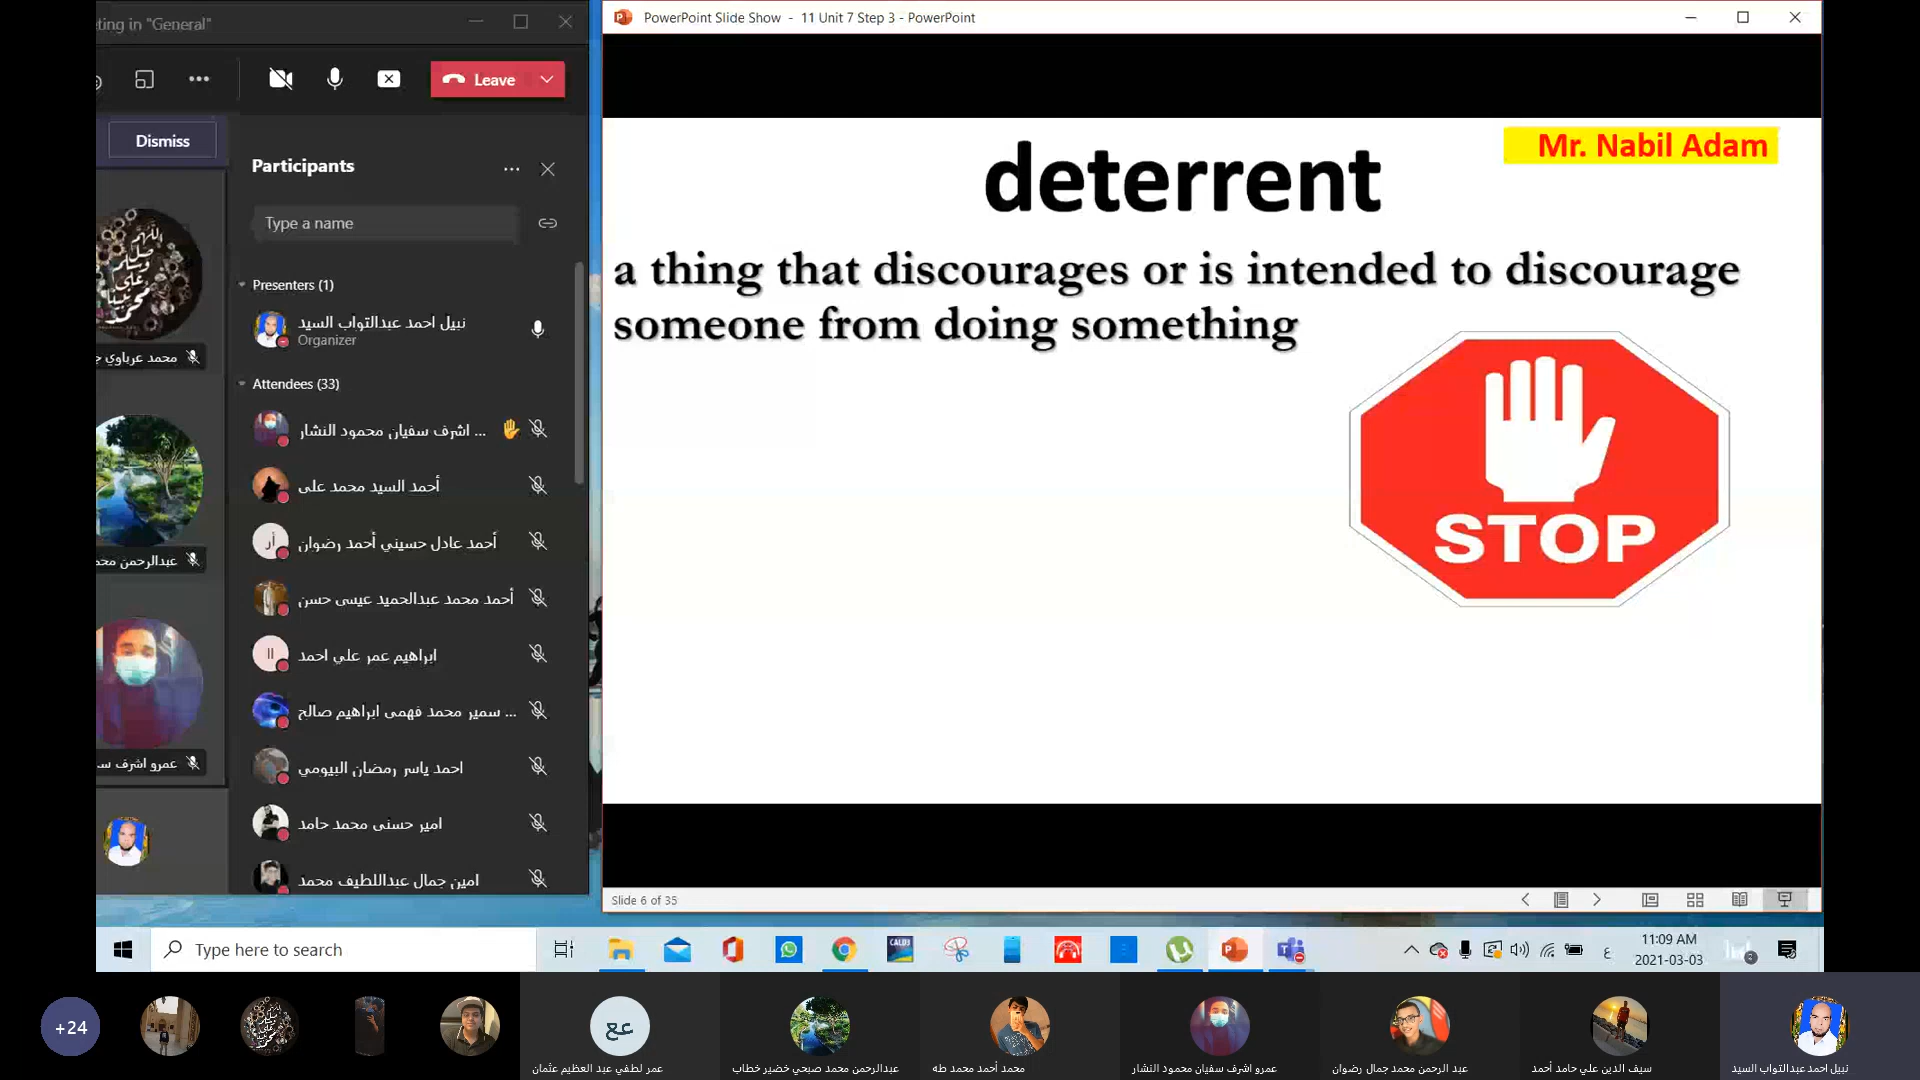 ting in "General"
Leave
Dismiss
Participants
Type a name
Presenters (1)
نبيل احمد عبدالتواب السيد
Organizer
Attendees (33)
اشرف سفيان محمود النشار ...
أحمد السيد محمد على
أر
أحمد عادل حسيني أحمد رضوان
أحمد محمد عبدالحميد عيسى حسن
اا
ابراهيم عمر علي احمد
سمير محمد فهمى ابراهيم صالح ...
احمد ياسر رمضان البيومي
امير حسنى محمد حامد
امين جمال عبداللطيف محمد
محمد عرباوي ج
عبدالرحمن محم
عمرو اشرف س
PowerPoint Slide Show - 11 Unit 7 Step 3 - PowerPoint
Mr. Nabil Adam
deterrent
a thing that discourages or is intended to discourage
someone from doing something
STOP
Slide 6 of 35
Type here to search
ع
11:09 AM
2021-03-03
2
+24
عع
عمر لطفي عبد العظيم عثمان
عبدالرحمن محمد صبحي خضير خطاب
محمد أحمد محمد طه
عمرو اشرف سفيان محمود النشار
عبد الرحمن محمد جمال رضوان
سيف الدين علي حامد أحمد
نبيل احمد عبدالتواب السيد